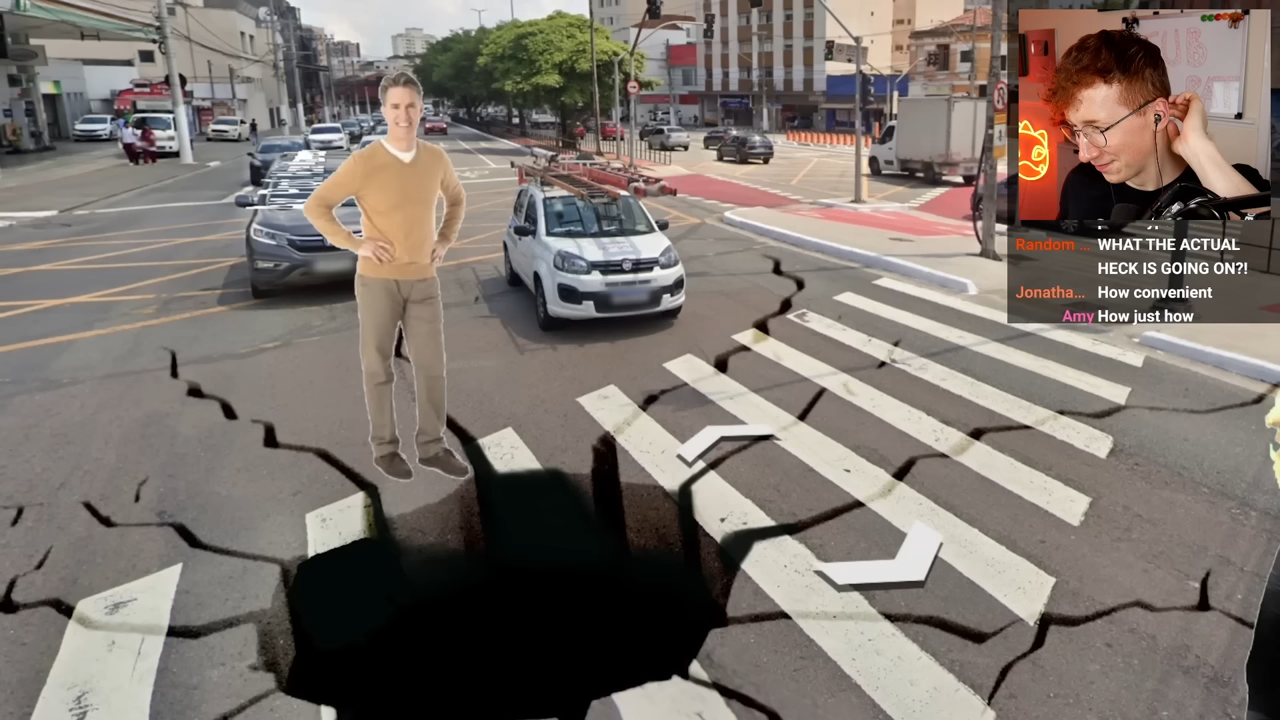 Random ... WHAT THE ACTUAL
HECK IS GOING ON?!
Jonatha... How convenient
Amy How just how